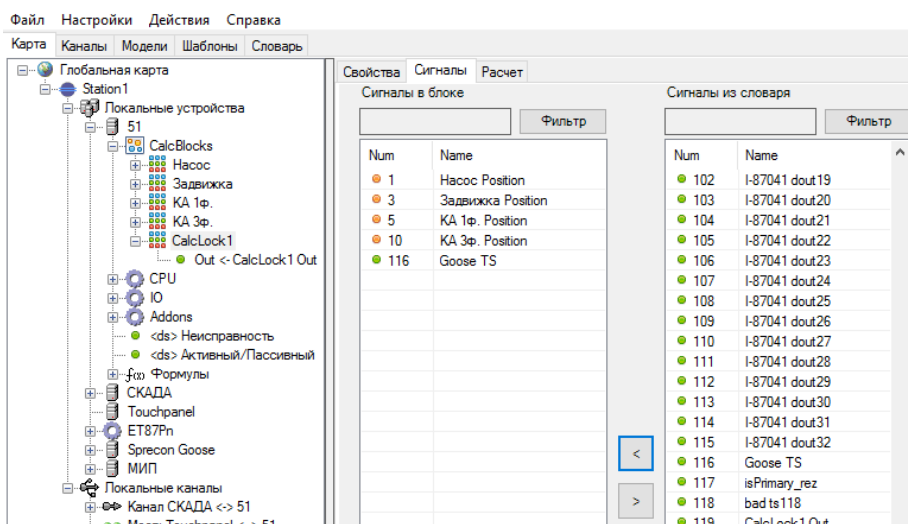 Файл Настройки Действия Справка
Карта Каналы Модели Шаблоны Словарь
Глобальная карта
Station1
Локальные устройства
51
CalcBlocks
Насос
Задвижка
КА 1ф.
КА 3ф.
CalcLock1
Out <- CalcLock1 Out
CPU
IO
Addons
<ds> Неисправность
<ds> Активный/Пассивный
f(x) Формулы
СКАДА
Touchpanel
ET87Pn
Sprecon Goose
МИП
Локальные каналы
Канал СКАДА <-> 51
Свойства Сигналы Расчет
Сигналы в блоке
Фильтр
Num Name
1 Насос Position
3 Задвижка Position
5 КА 1ф. Position
10 КА 3ф. Position
116 Goose TS
<
>
Сигналы из словаря
Фильтр
Num Name
102 I-87041 dout19
103 I-87041 dout20
104 I-87041 dout21
105 I-87041 dout22
106 I-87041 dout23
107 I-87041 dout24
108 I-87041 dout25
109 I-87041 dout26
110 I-87041 dout27
111 I-87041 dout28
112 I-87041 dout29
113 I-87041 dout30
114 I-87041 dout31
115 I-87041 dout32
116 Goose TS
117 isPrimary_rez
118 bad ts118
119 CalcLock1 Out